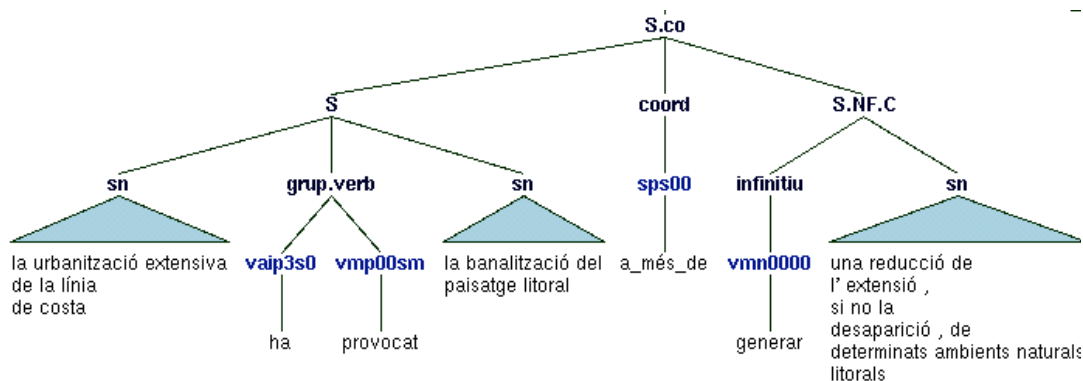 S.co
S coord S.NF.C
sn grup.verb sn sps00 infinitiu sn
la urbanització extensiva
de la línia
de costa
vaip3s0 vmp00sm
la banalització del
paisatge litoral
a_més_de
vmn0000
una reducció de
l' extensió ,
si no la
desaparició , de
determinats ambients naturals
litorals
ha provocat generar